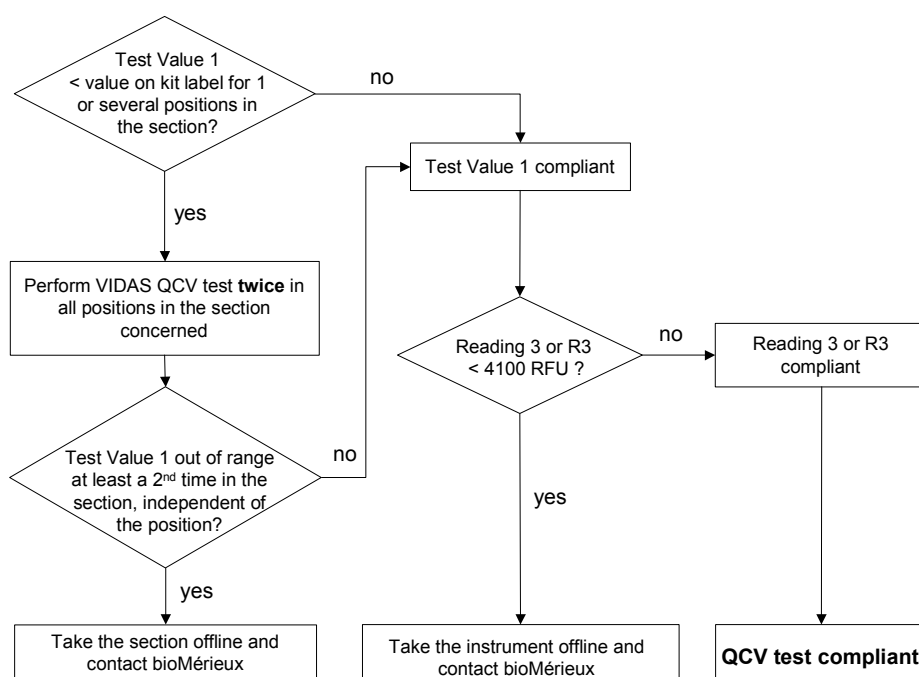 Test Value 1
< value on kit label for 1
or several positions in
the section?
no
Test Value 1 compliant
yes
Perform VIDAS QCV test twice in
all positions in the section
concerned
Reading 3 or R3
< 4100 RFU ?
no
Reading 3 or R3
compliant
Test Value 1 out of range
at least a 2nd time in the
section, independent of
the position?
no
yes
yes
Take the section offline and
contact bioMérieux
Take the instrument offline and
contact bioMérieux
QCV test compliant